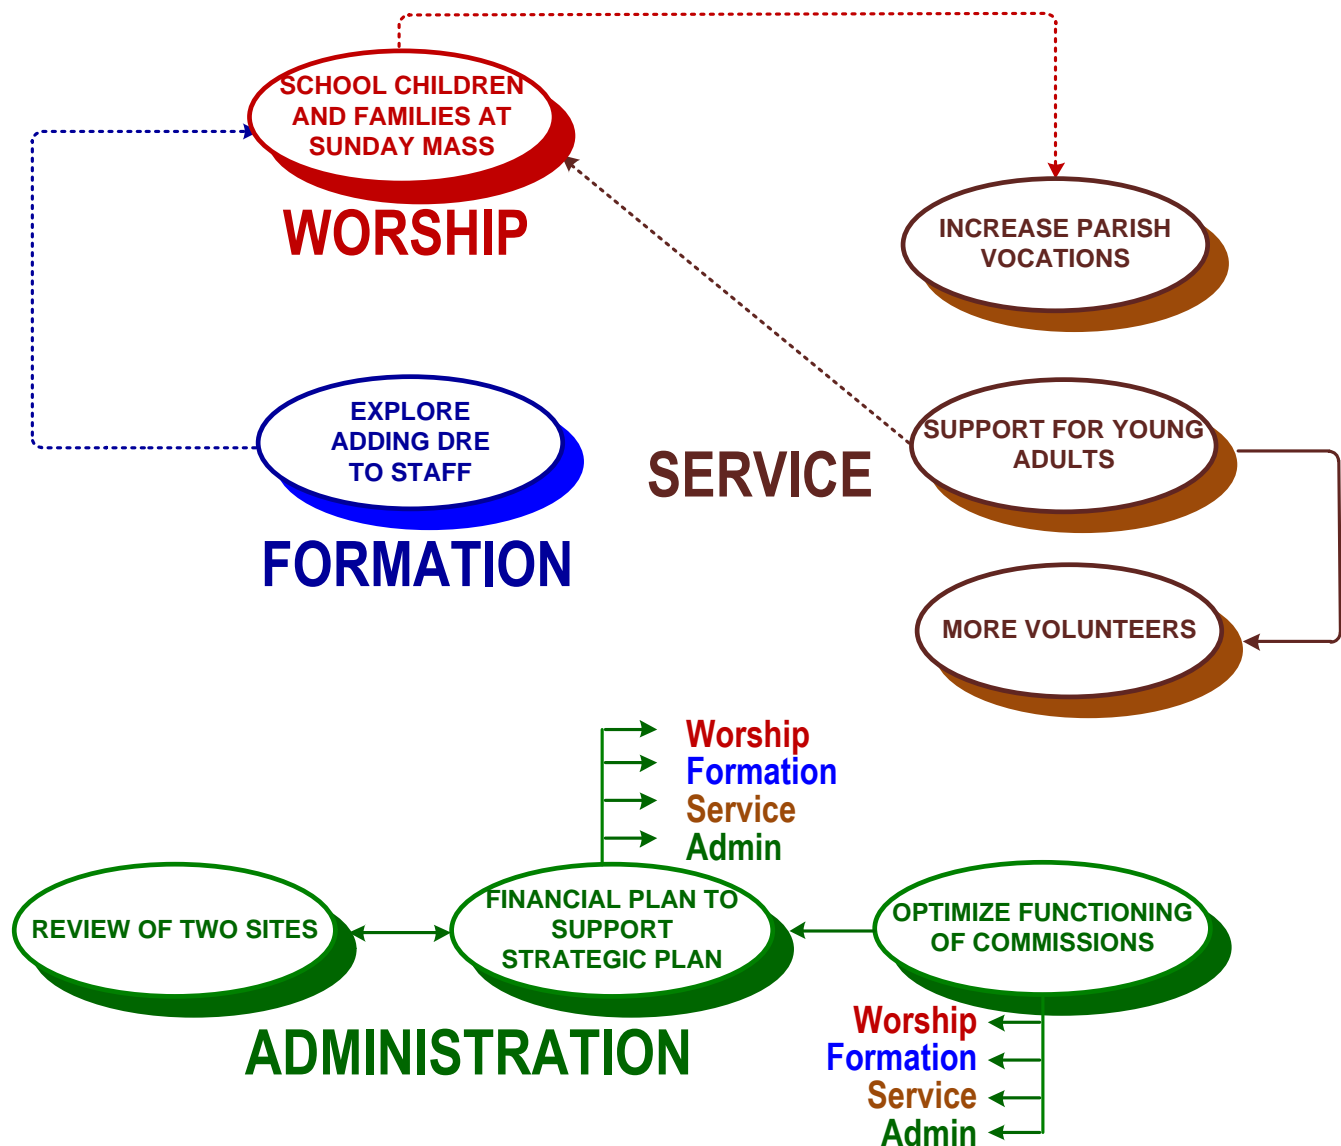 SCHOOL CHILDREN
AND FAMILIES AT
SUNDAY MASS
WORSHIP
INCREASE PARISH
VOCATIONS
EXPLORE
ADDING DRE
TO STAFF
FORMATION
SERVICE
SUPPORT FOR YOUNG
ADULTS
MORE VOLUNTEERS
Worship
Formation
Service
Admin
REVIEW OF TWO SITES
FINANCIAL PLAN TO
SUPPORT
STRATEGIC PLAN
OPTIMIZE FUNCTIONING
OF COMMISSIONS
ADMINISTRATION
Worship
Formation
Service
Admin